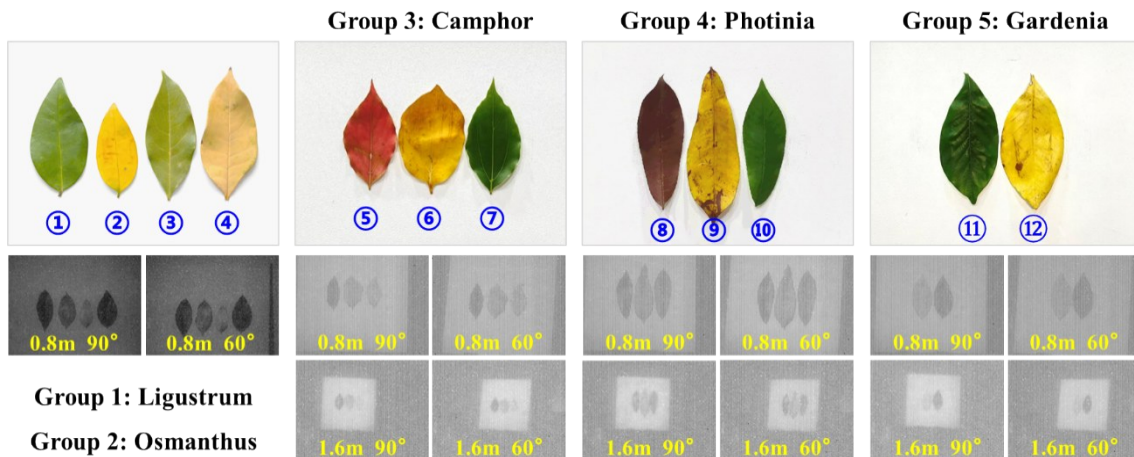 Group 3: Camphor
Group 4: Photinia
Group 5: Gardenia
① ② ③ ④
⑤ ⑥ ⑦
⑧ ⑨ ⑩
⑪ ⑫
0.8m 90°
0.8m 60°
0.8m 90°
0.8m 60°
0.8m 90°
0.8m 60°
0.8m 90°
0.8m 60°
Group 1: Ligustrum
Group 2: Osmanthus
1.6m 90°
1.6m 60°
1.6m 90°
1.6m 60°
1.6m 90°
1.6m 60°